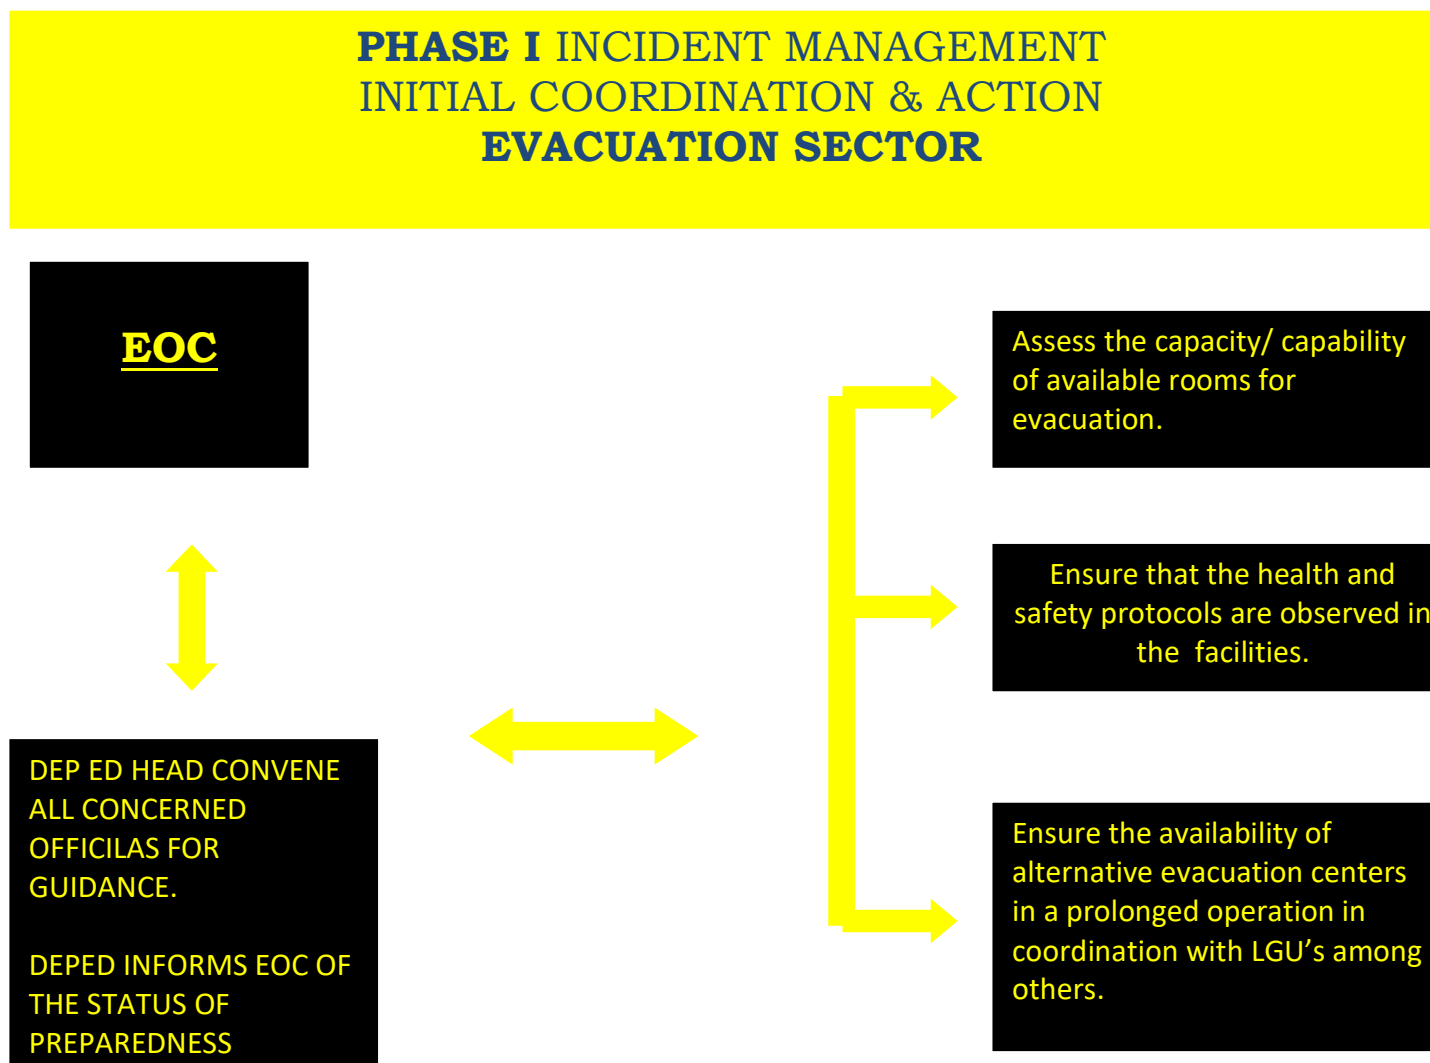 PHASE I INCIDENT MANAGEMENT
INITIAL COORDINATION & ACTION
EVACUATION SECTOR
EOC
DEP ED HEAD CONVENE
ALL CONCERNED
OFFICILAS FOR
GUIDANCE.
DEPED INFORMS EOC OF
THE STATUS OF
PREPAREDNESS
Assess the capacity/ capability
of available rooms for
evacuation.
Ensure that the health and
safety protocols are observed in
the facilities.
Ensure the availability of
alternative evacuation centers
in a prolonged operation in
coordination with LGU’s among
others.